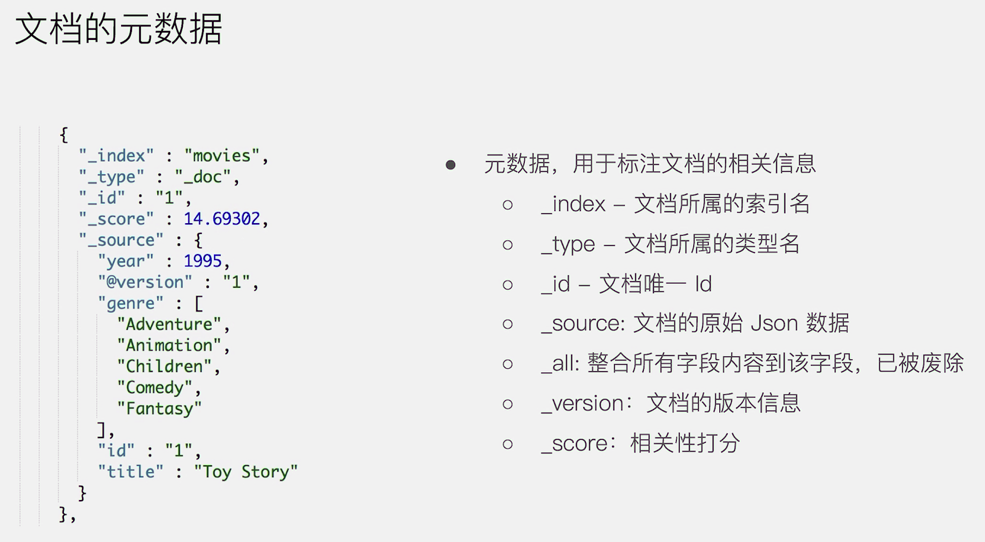 文档的元数据
{
"_index" : "movies",
"_type" : "_doc",
"_id" : "1",
"_score" : 14.69302,
"_source" : {
"year" : 1995,
"@version" : "1",
"genre" : [
"Adventure",
"Animation",
"Children",
"Comedy",
"Fantasy"
],
"id" : "1",
"title" : "Toy Story"
}
},
● 元数据，用于标注文档的相关信息
○ _index – 文档所属的索引名
○ _type – 文档所属的类型名
○ _id – 文档唯一 Id
○ _source: 文档的原始 Json 数据
○ _all: 整合所有字段内容到该字段，已被废除
○ _version：文档的版本信息
○ _score：相关性打分